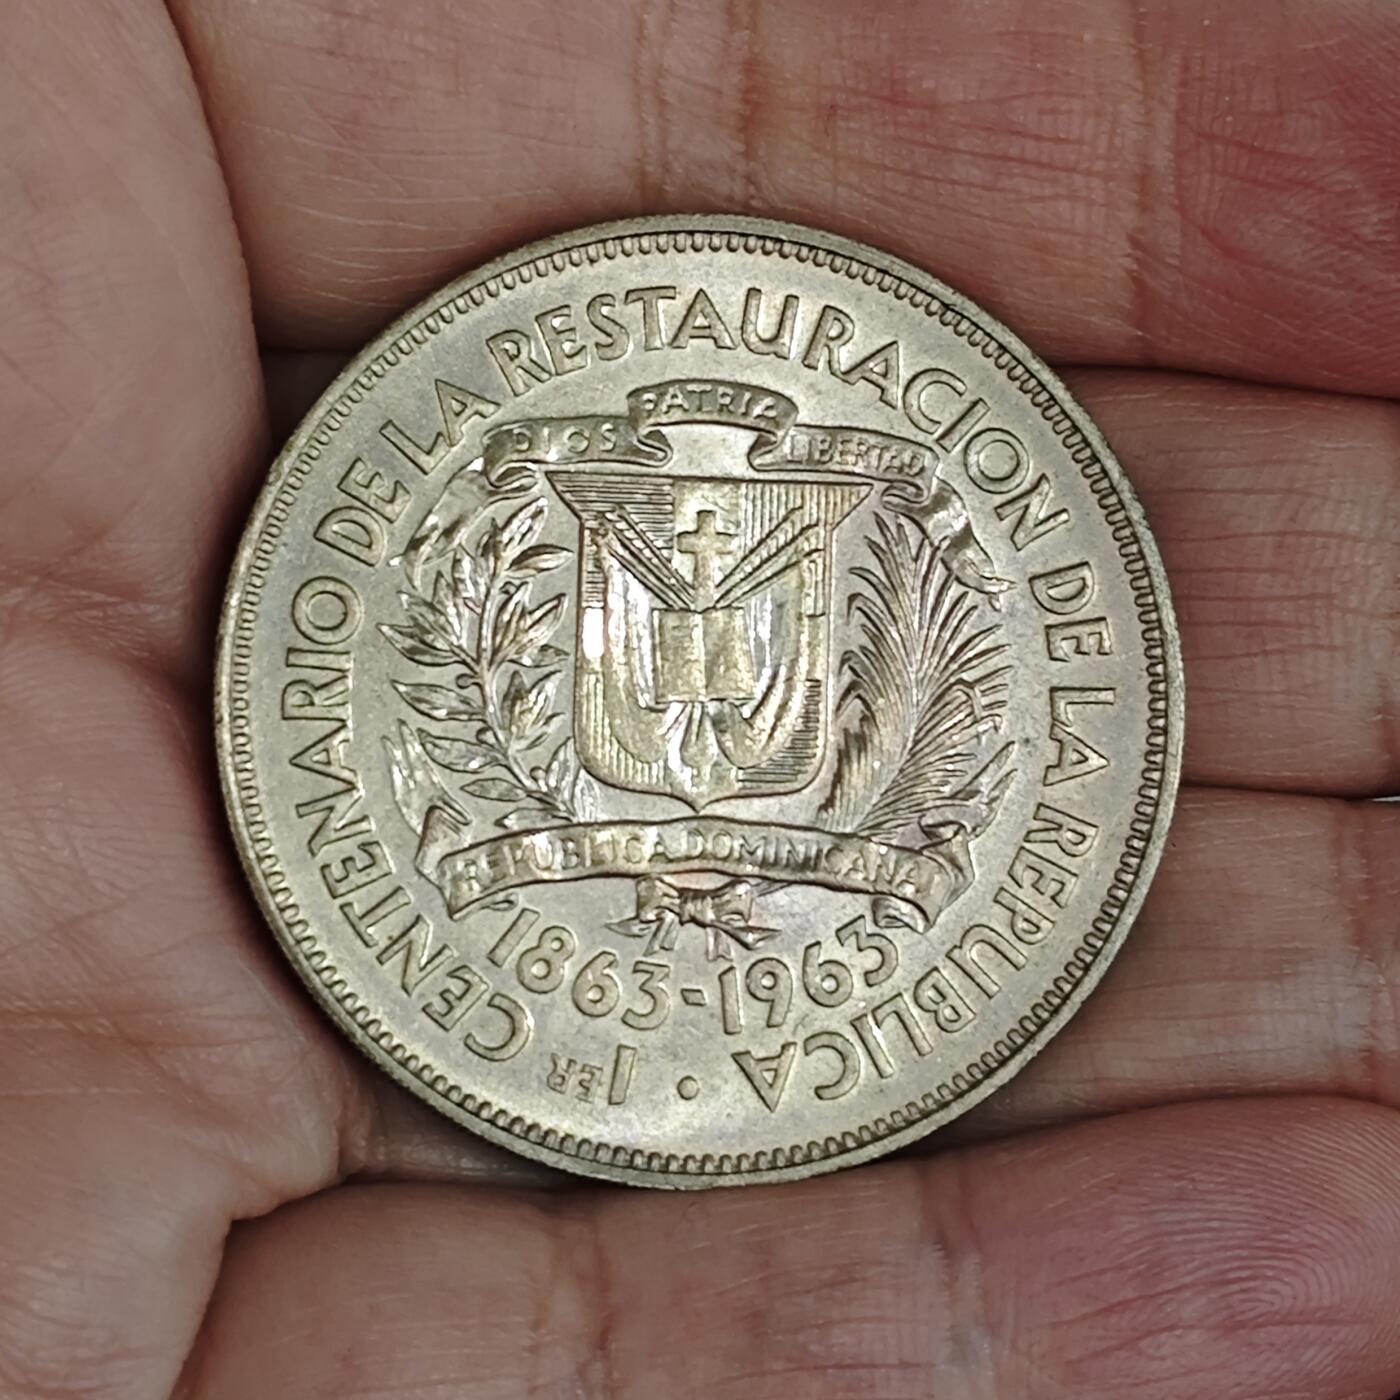 1ER CENTENARIO DE LA RESTAURACION DE LA REPUBLICA •
DIOS PATRIA LIBERTAD
REPUBLICA DOMINICANA
1863-1963